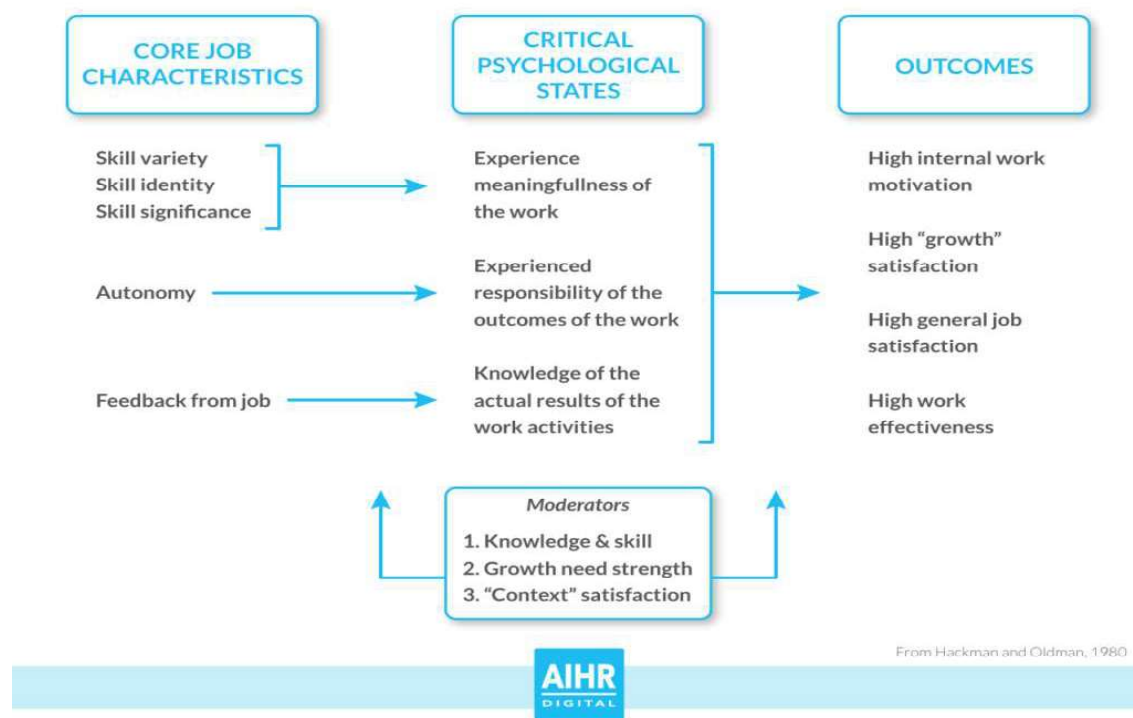 CORE JOB
CHARACTERISTICS
CRITICAL
PSYCHOLOGICAL
STATES
OUTCOMES
Skill variety
Skill identity
Skill significance
Autonomy
Feedback from job
Experience
meaningfullness of
the work
Experienced
responsibility of the
outcomes of the work
Knowledge of the
actual results of the
work activities
High internal work
motivation
High “growth”
satisfaction
High general job
satisfaction
High work
effectiveness
Moderators
1. Knowledge & skill
2. Growth need strength
3. “Context” satisfaction
From Hackman and Oldman, 1980
AIHR
DIGITAL